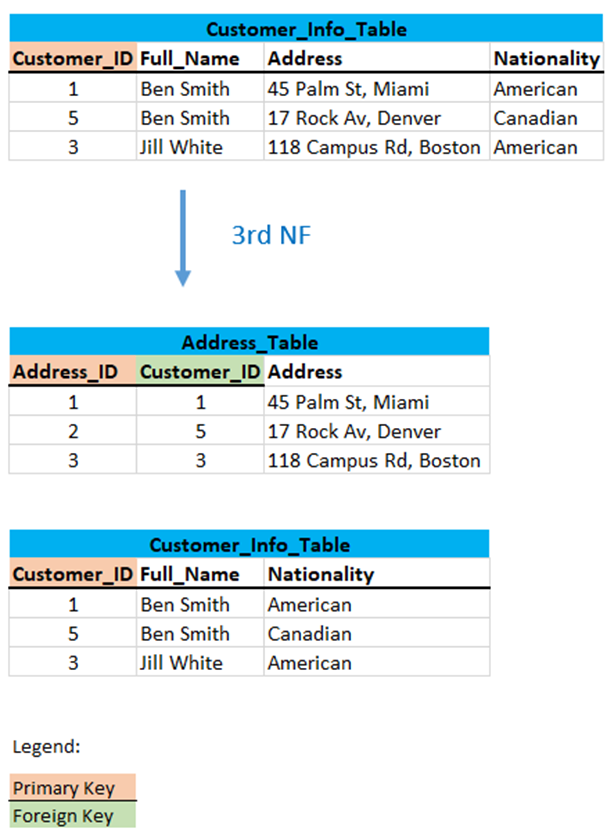 Customer_Info_Table
Customer_ID Full_Name Address Nationality
1 Ben Smith 45 Palm St, Miami American
5 Ben Smith 17 Rock Av, Denver Canadian
3 Jill White 118 Campus Rd, Boston American
3rd NF
Address_Table
Address_ID Customer_ID Address
1 1 45 Palm St, Miami
2 5 17 Rock Av, Denver
3 3 118 Campus Rd, Boston
Customer_Info_Table
Customer_ID Full_Name Nationality
1 Ben Smith American
5 Ben Smith Canadian
3 Jill White American
Legend:
Primary Key
Foreign Key